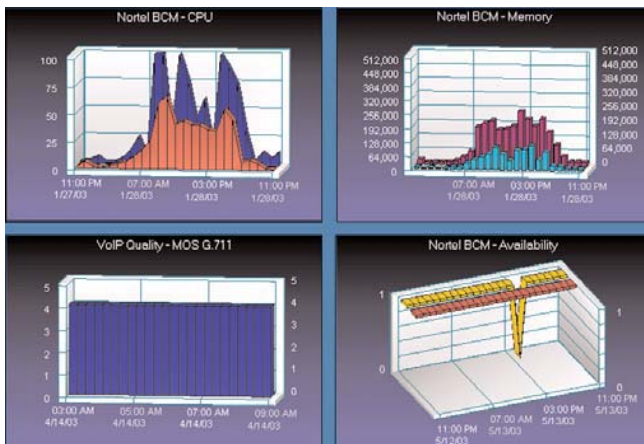 Nortel BCM - CPU
100
75
50
25
0
11:00 PM 07:00 AM 03:00 PM 11:00 PM
1/27/03 1/28/03 1/28/03 1/28/03
Nortel BCM - Memory
512,000 512,000
448,000 448,000
384,000 384,000
320,000 320,000
256,000 256,000
192,000 192,000
128,000 128,000
64,000 64,000
0 0
07:00 AM 03:00 PM 11:00 PM
1/28/03 1/28/03 1/28/03
VoIP Quality - MOS G.711
5 5
4 4
3 3
2 2
1 1
0 0
03:00 AM 05:00 AM 07:00 AM 09:00 AM
4/14/03 4/14/03 4/14/03 4/14/03
Nortel BCM - Availability
1 1
0 0
11:00 PM 07:00 AM 03:00 PM 11:00 PM
5/12/03 5/13/03 5/13/03 5/13/03